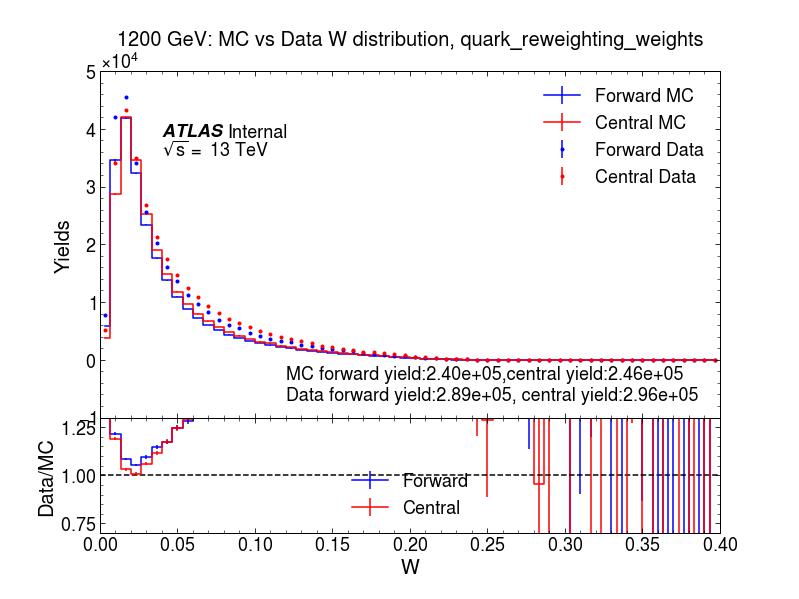 1200 GeV: MC vs Data W distribution, quark_reweighting_weights
×10⁴
5
4
3
2
1
0
1
Yields
ATLAS Internal
√s = 13 TeV
Forward MC
Central MC
Forward Data
Central Data
MC forward yield:2.40e+05,central yield:2.46e+05
Data forward yield:2.89e+05, central yield:2.96e+05
1.25
1.00
0.75
Data/MC
Forward
Central
0.00 0.05 0.10 0.15 0.20 0.25 0.30 0.35 0.40
W